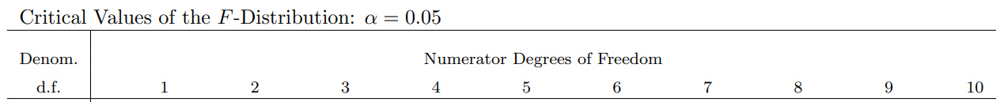 Critical Values of the F-Distribution: α = 0.05
Denom. Numerator Degrees of Freedom
d.f. 1 2 3 4 5 6 7 8 9 10